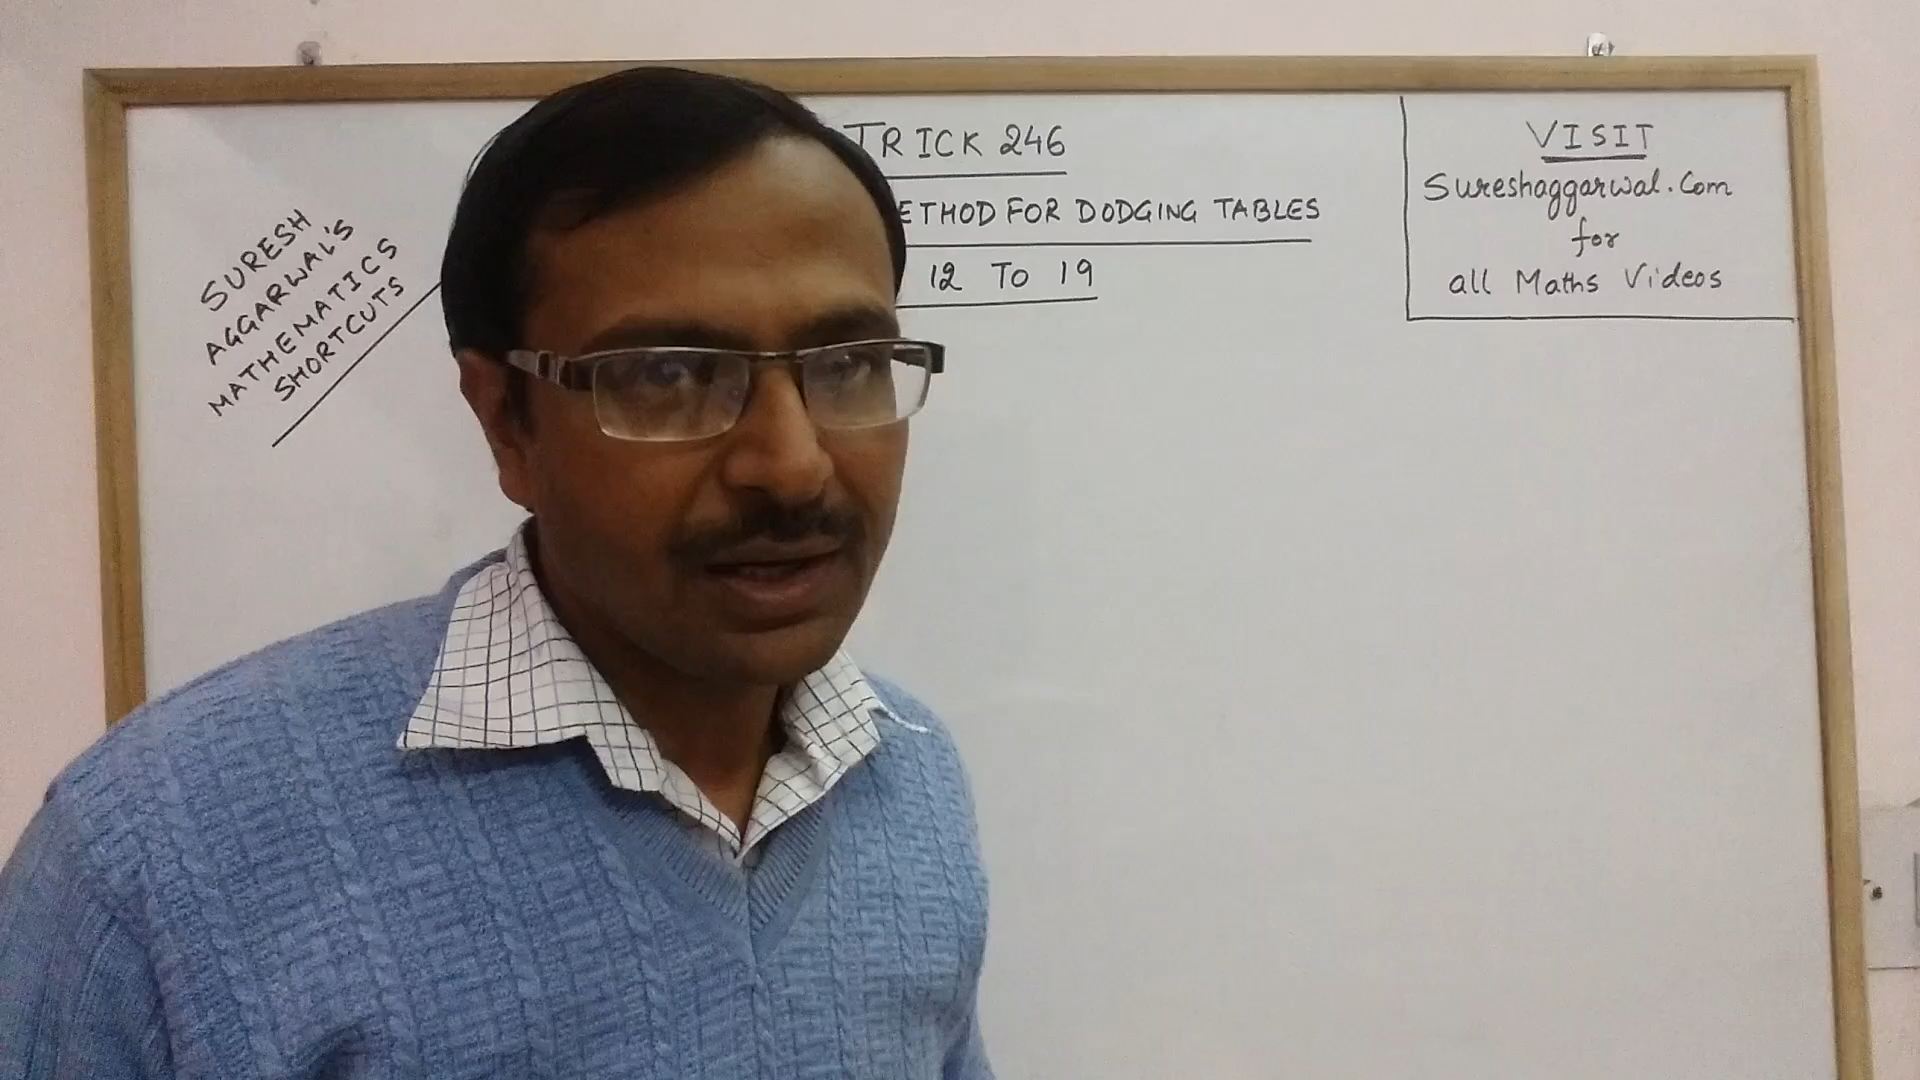 SURESH
AGGARWAL'S
MATHEMATICS
SHORTCUTS
TRICK 246
ETHOD FOR DODGING TABLES
12 TO 19
VISIT
Sureshaggarwal.Com
for
all Maths Videos